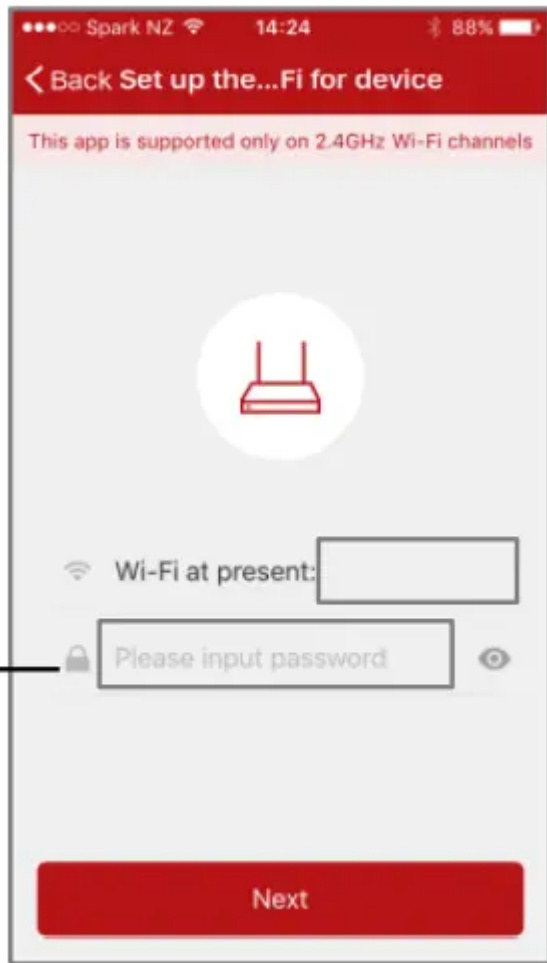 Spark NZ 14:24 88%
Back Set up the...Fi for device
This app is supported only on 2.4GHz Wi-Fi channels
Wi-Fi at present:
Please input password
Next